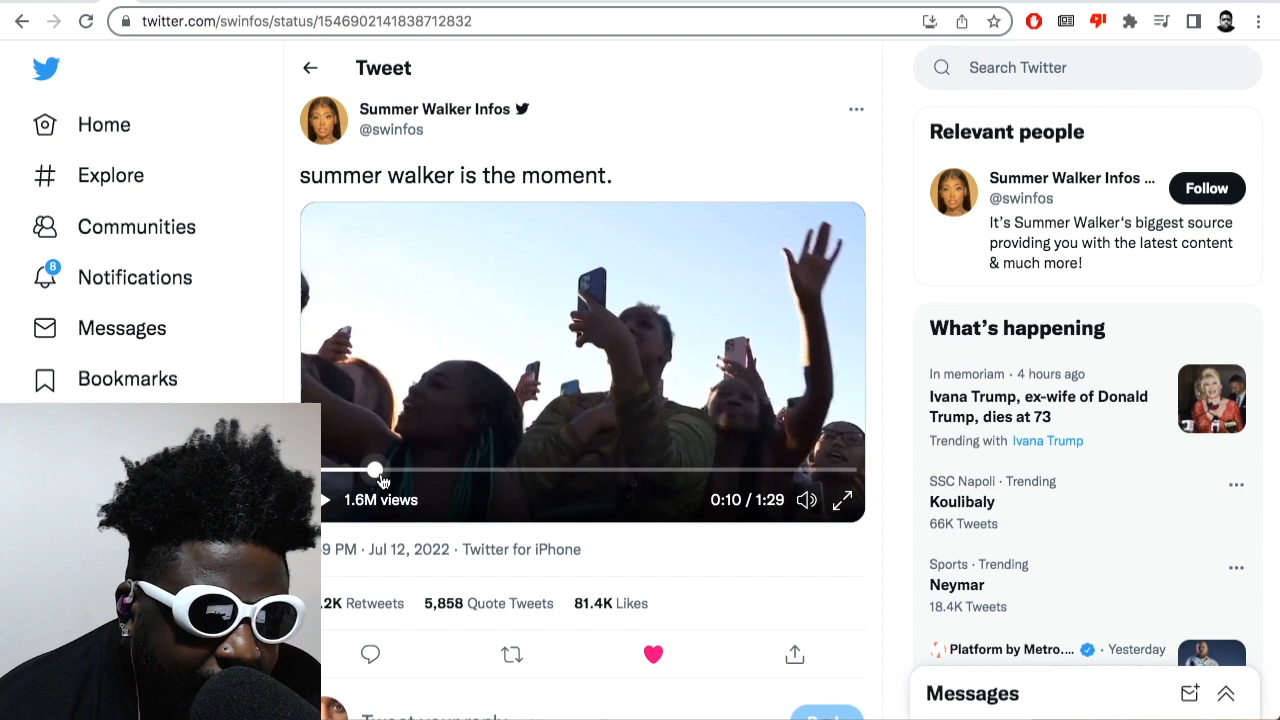 twitter.com/swinfos/status/1546902141838712832
Home
Explore
Communities
8
Notifications
Messages
Bookmarks
Tweet
Summer Walker Infos
@swinfos
summer walker is the moment.
1.6M views
0:10 / 1:29
9 PM · Jul 12, 2022 · Twitter for iPhone
.2K Retweets 5,858 Quote Tweets 81.4K Likes
Tweet your reply
Search Twitter
Relevant people
Summer Walker Infos ...
@swinfos
Follow
It's Summer Walker's biggest source
providing you with the latest content
& much more!
What's happening
In memoriam · 4 hours ago
Ivana Trump, ex-wife of Donald
Trump, dies at 73
Trending with Ivana Trump
SSC Napoli · Trending
Koulibaly
66K Tweets
Sports · Trending
Neymar
18.4K Tweets
Platform by Metro.... · Yesterday
Messages